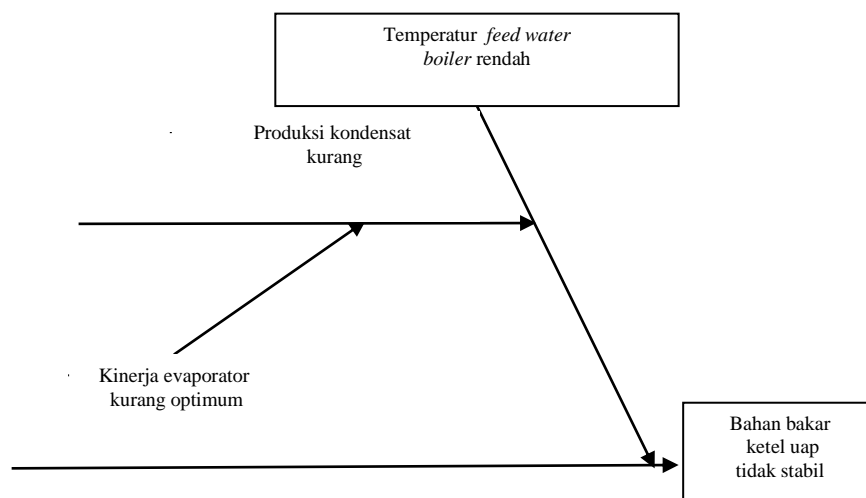 Temperatur feed water
boiler rendah
Produksi kondensat
kurang
Kinerja evaporator
kurang optimum
Bahan bakar
ketel uap
tidak stabil